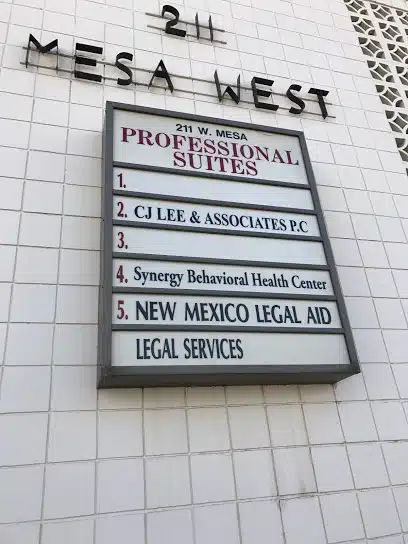 211
MESA WEST
211 W. MESA
PROFESSIONAL
SUITES
1.
2. CJ LEE & ASSOCIATES P.C
3.
4. Synergy Behavioral Health Center
5. NEW MEXICO LEGAL AID
LEGAL SERVICES